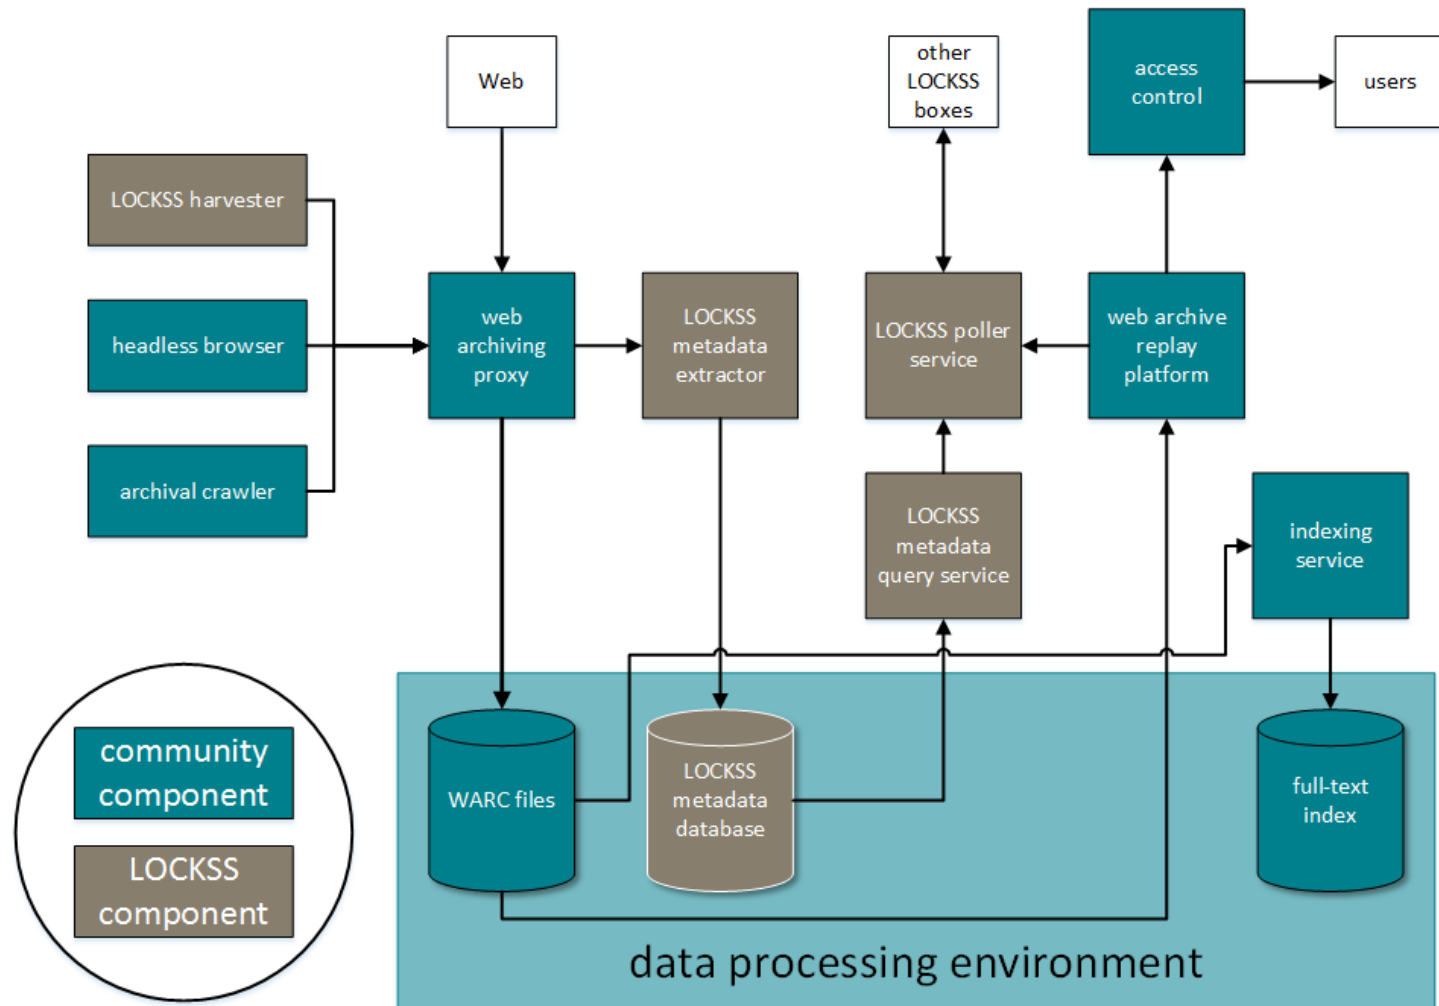 Web
other
LOCKSS
boxes
access
control
users
LOCKSS harvester
headless browser
archival crawler
web
archiving
proxy
LOCKSS
metadata
extractor
LOCKSS poller
service
web archive
replay
platform
LOCKSS
metadata
query service
indexing
service
community
component
LOCKSS
component
WARC files
LOCKSS
metadata
database
full-text
index
data processing environment